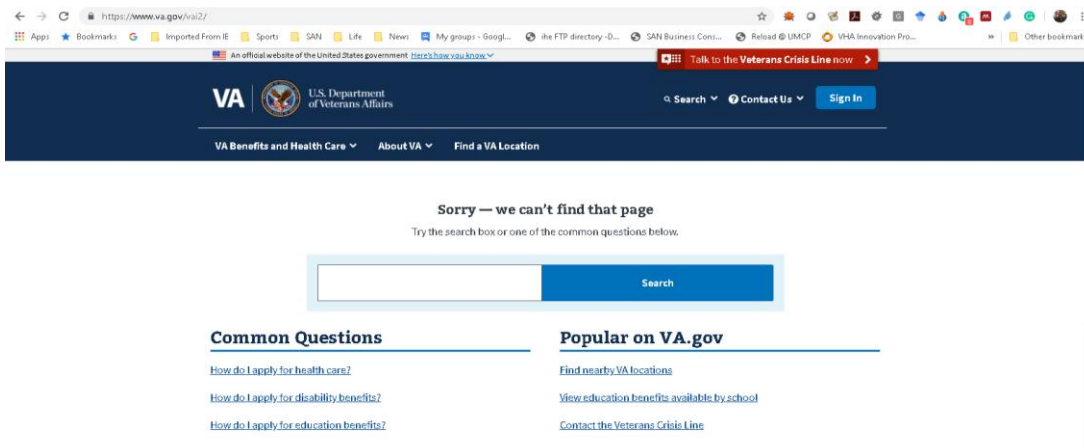 https://www.va.gov/vai2/
Apps Bookmarks G Imported From IE Sports SAN Life News My groups - Googl... ihe FTP directory -D... SAN Business Cons... Reload @ UMCP VHA Innovation Pro... » Other bookmark
An official website of the United States government Here's how you know
Talk to the Veterans Crisis Line now
VA U.S. Department
of Veterans Affairs
Search Contact Us Sign In
VA Benefits and Health Care About VA Find a VA Location
Sorry — we can't find that page
Try the search box or one of the common questions below.
Search
Common Questions
How do I apply for health care?
How do I apply for disability benefits?
How do I apply for education benefits?
Popular on VA.gov
Find nearby VA locations
View education benefits available by school
Contact the Veterans Crisis Line